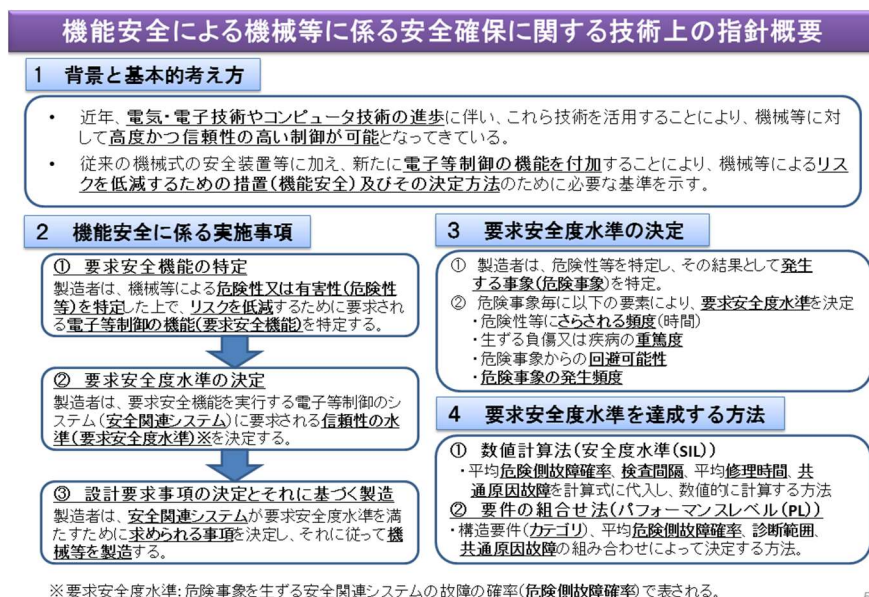 機能安全による機械等に係る安全確保に関する技術上の指針概要
1 背景と基本的考え方
• 近年、電気・電子技術やコンピュータ技術の進歩に伴い、これら技術を活用することにより、機械等に対
して高度かつ信頼性の高い制御が可能となってきている。
• 従来の機械式の安全装置等に加え、新たに電子等制御の機能を付加することにより、機械等によるリス
クを低減するための措置(機能安全)及びその決定方法のために必要な基準を示す。
2 機能安全に係る実施事項
① 要求安全機能の特定
製造者は、機械等による危険性又は有害性(危険性
等)を特定した上で、リスクを低減するために要求され
る電子等制御の機能(要求安全機能)を特定する。
② 要求安全度水準の決定
製造者は、要求安全機能を実行する電子等制御のシ
ステム(安全関連システム)に要求される信頼性の水
準(要求安全度水準)※を決定する。
③ 設計要求事項の決定とそれに基づく製造
製造者は、安全関連システムが要求安全度水準を満
たすために求められる事項を決定し、それに従って機
械等を製造する。
3 要求安全度水準の決定
① 製造者は、危険性等を特定し、その結果として発生
する事象(危険事象)を特定。
② 危険事象毎に以下の要素により、要求安全度水準を決定
・危険性等にさらされる頻度(時間)
・生ずる負傷又は疾病の重篤度
・危険事象からの回避可能性
・危険事象の発生頻度
4 要求安全度水準を達成する方法
① 数値計算法(安全度水準(SIL))
・平均危険側故障確率、検査間隔、平均修理時間、共
通原因故障を計算式に代入し、数値的に計算する方法
② 要件の組合せ法(パフォーマンスレベル(PL))
・構造要件(カテゴリ)、平均危険側故障確率、診断範囲、
共通原因故障の組み合わせによって決定する方法。
※要求安全度水準:危険事象を生ずる安全関連システムの故障の確率(危険側故障確率)で表される。